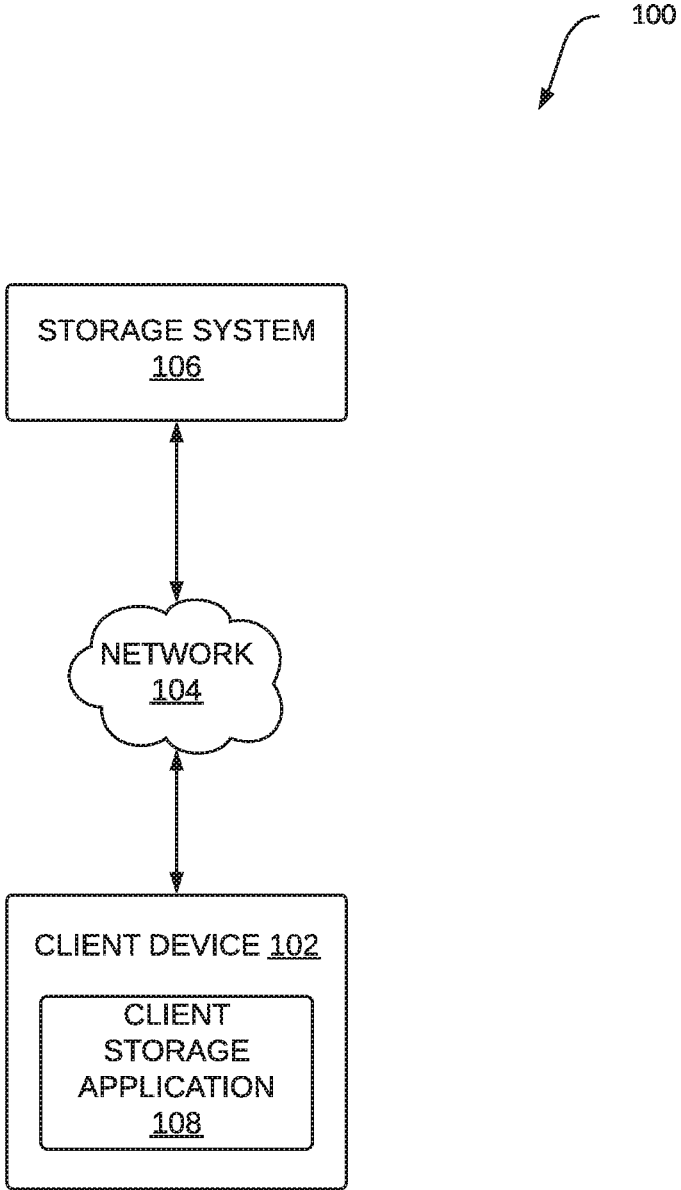 100
STORAGE SYSTEM
106
NETWORK
104
CLIENT DEVICE 102
CLIENT
STORAGE
APPLICATION
108